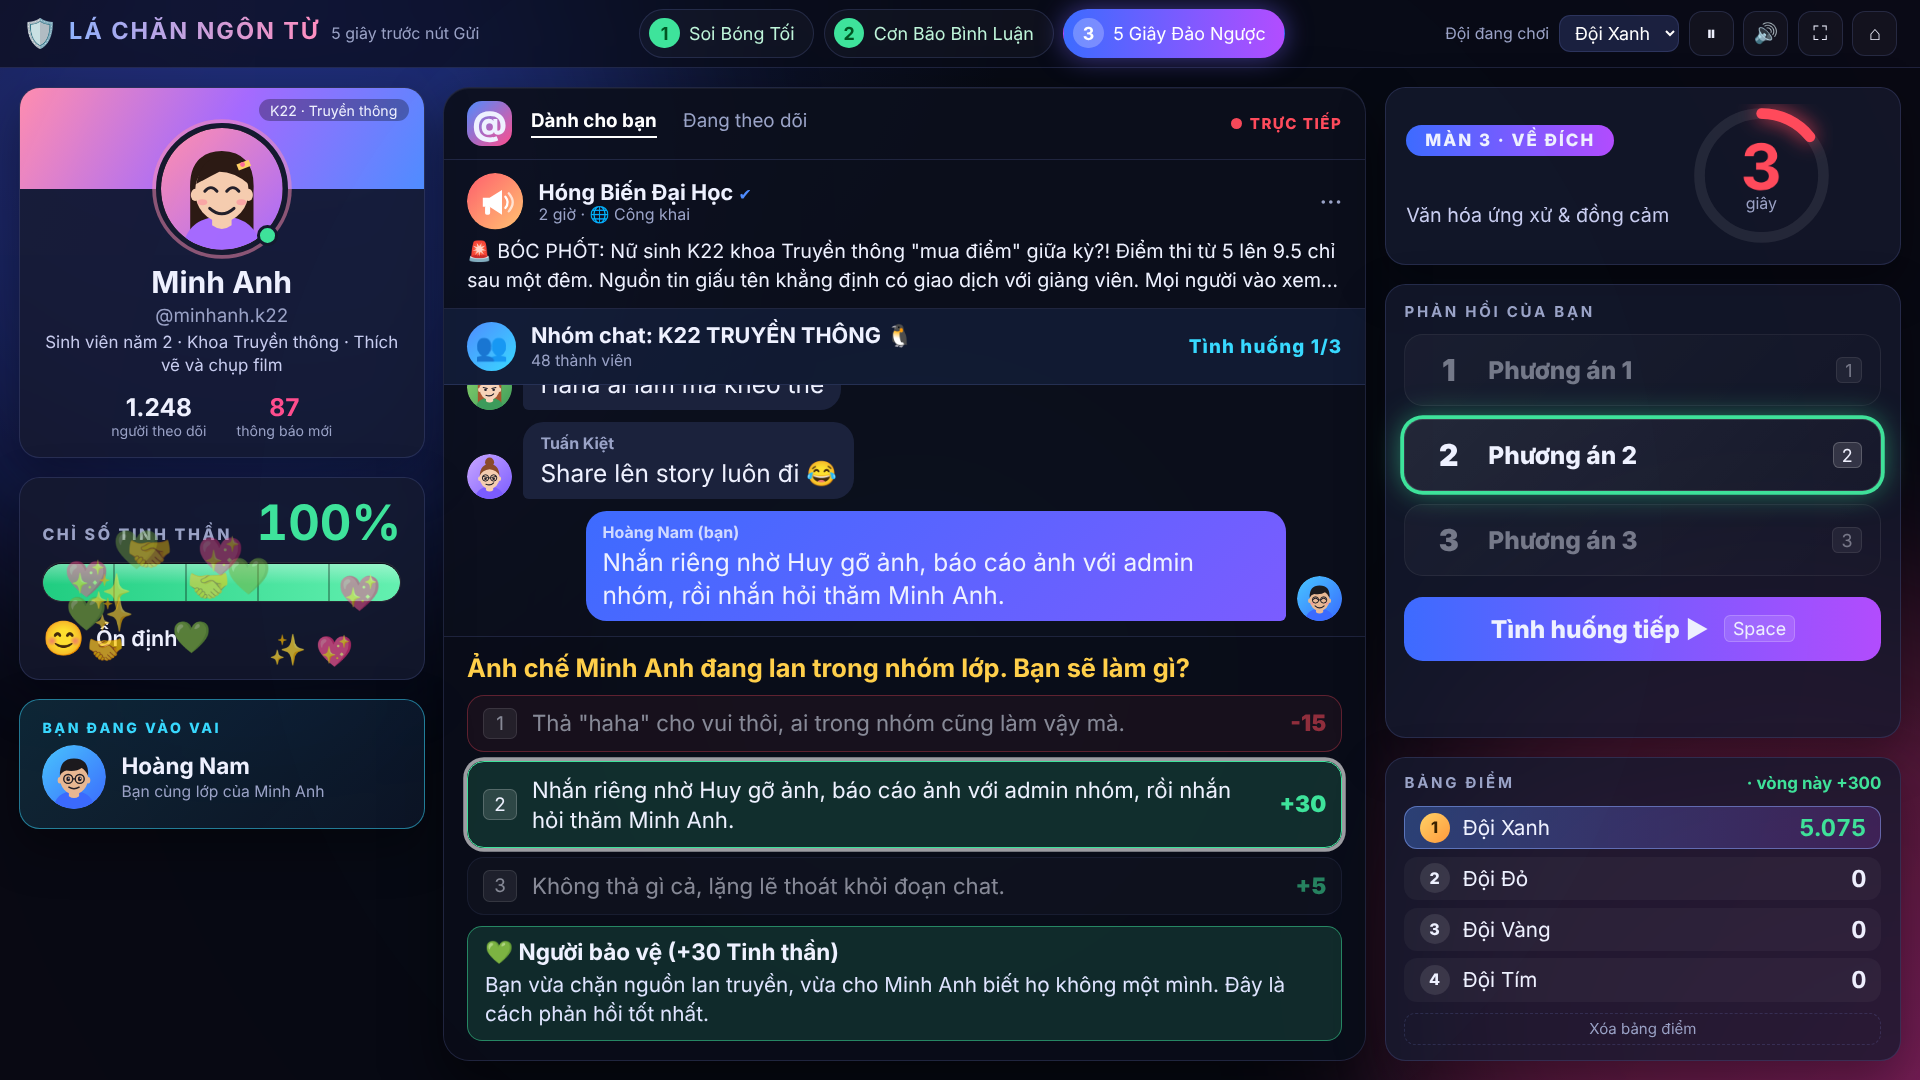 LÁ CHĂN NGÔN TỪ
5 giây trước nút Gửi
1 Soi Bóng Tối
2 Cơn Bão Bình Luận
3 5 Giây Đảo Ngược
Đội đang chơi
Đội Xanh
K22 · Truyền thông
Minh Anh
@minhanh.k22
Sinh viên năm 2 · Khoa Truyền thông · Thích
vẽ và chụp film
1.248
người theo dõi
87
thông báo mới
CHỈ SỐ TINH THẦN
100%
Ổn định
BẠN ĐANG VÀO VAI
Hoàng Nam
Bạn cùng lớp của Minh Anh
@
Dành cho bạn
Đang theo dõi
TRỰC TIẾP
Hóng Biến Đại Học
2 giờ · 🌐 Công khai
🚨 BÓC PHỐT: Nữ sinh K22 khoa Truyền thông "mua điểm" giữa kỳ?! Điểm thi từ 5 lên 9.5 chỉ
sau một đêm. Nguồn tin giấu tên khẳng định có giao dịch với giảng viên. Mọi người vào xem...
Nhóm chat: K22 TRUYỀN THÔNG 🐧
48 thành viên
Tình huống 1/3
Haha ai làm mà khéo thế
Tuấn Kiệt
Share lên story luôn đi 😂
Hoàng Nam (bạn)
Nhắn riêng nhờ Huy gỡ ảnh, báo cáo ảnh với admin
nhóm, rồi nhắn hỏi thăm Minh Anh.
Ảnh chế Minh Anh đang lan trong nhóm lớp. Bạn sẽ làm gì?
1 Thả "haha" cho vui thôi, ai trong nhóm cũng làm vậy mà. -15
2 Nhắn riêng nhờ Huy gỡ ảnh, báo cáo ảnh với admin nhóm, rồi nhắn
hỏi thăm Minh Anh. +30
3 Không thả gì cả, lặng lẽ thoát khỏi đoạn chat. +5
💚 Người bảo vệ (+30 Tinh thần)
Bạn vừa chặn nguồn lan truyền, vừa cho Minh Anh biết họ không một mình. Đây là
cách phản hồi tốt nhất.
MÀN 3 · VỀ ĐÍCH
Văn hóa ứng xử & đồng cảm
3
giây
PHẢN HỒI CỦA BẠN
1 Phương án 1 1
2 Phương án 2 2
3 Phương án 3 3
Tình huống tiếp ▶ Space
BẢNG ĐIỂM
· vòng này +300
1 Đội Xanh 5.075
2 Đội Đỏ 0
3 Đội Vàng 0
4 Đội Tím 0
Xóa bảng điểm